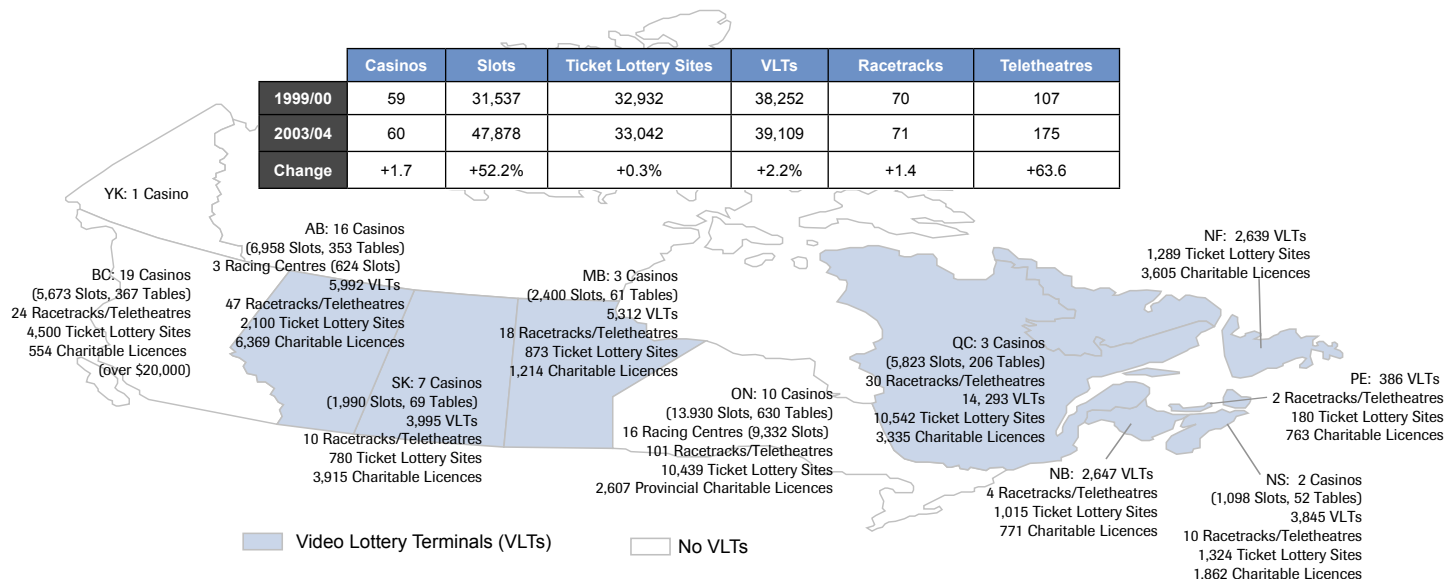 Casinos Slots Ticket Lottery Sites VLTs Racetracks Teletheatres
1999/00 59 31,537 32,932 38,252 70 107
2003/04 60 47,878 33,042 39,109 71 175
Change +1.7 +52.2% +0.3% +2.2% +1.4 +63.6
YK: 1 Casino
BC: 19 Casinos
(5,673 Slots, 367 Tables)
24 Racetracks/Teletheatres
4,500 Ticket Lottery Sites
554 Charitable Licences
(over $20,000)
AB: 16 Casinos
(6,958 Slots, 353 Tables)
3 Racing Centres (624 Slots)
5,992 VLTs
47 Racetracks/Teletheatres
2,100 Ticket Lottery Sites
6,369 Charitable Licences
SK: 7 Casinos
(1,990 Slots, 69 Tables)
3,995 VLTs
10 Racetracks/Teletheatres
780 Ticket Lottery Sites
3,915 Charitable Licences
MB: 3 Casinos
(2,400 Slots, 61 Tables)
5,312 VLTs
18 Racetracks/Teletheatres
873 Ticket Lottery Sites
1,214 Charitable Licences
ON: 10 Casinos
(13.930 Slots, 630 Tables)
16 Racing Centres (9,332 Slots)
101 Racetracks/Teletheatres
10,439 Ticket Lottery Sites
2,607 Provincial Charitable Licences
QC: 3 Casinos
(5,823 Slots, 206 Tables)
30 Racetracks/Teletheatres
14, 293 VLTs
10,542 Ticket Lottery Sites
3,335 Charitable Licences
NF: 2,639 VLTs
1,289 Ticket Lottery Sites
3,605 Charitable Licences
PE: 386 VLTs
2 Racetracks/Teletheatres
180 Ticket Lottery Sites
763 Charitable Licences
NB: 2,647 VLTs
4 Racetracks/Teletheatres
1,015 Ticket Lottery Sites
771 Charitable Licences
NS: 2 Casinos
(1,098 Slots, 52 Tables)
3,845 VLTs
10 Racetracks/Teletheatres
1,324 Ticket Lottery Sites
1,862 Charitable Licences
Video Lottery Terminals (VLTs)
No VLTs